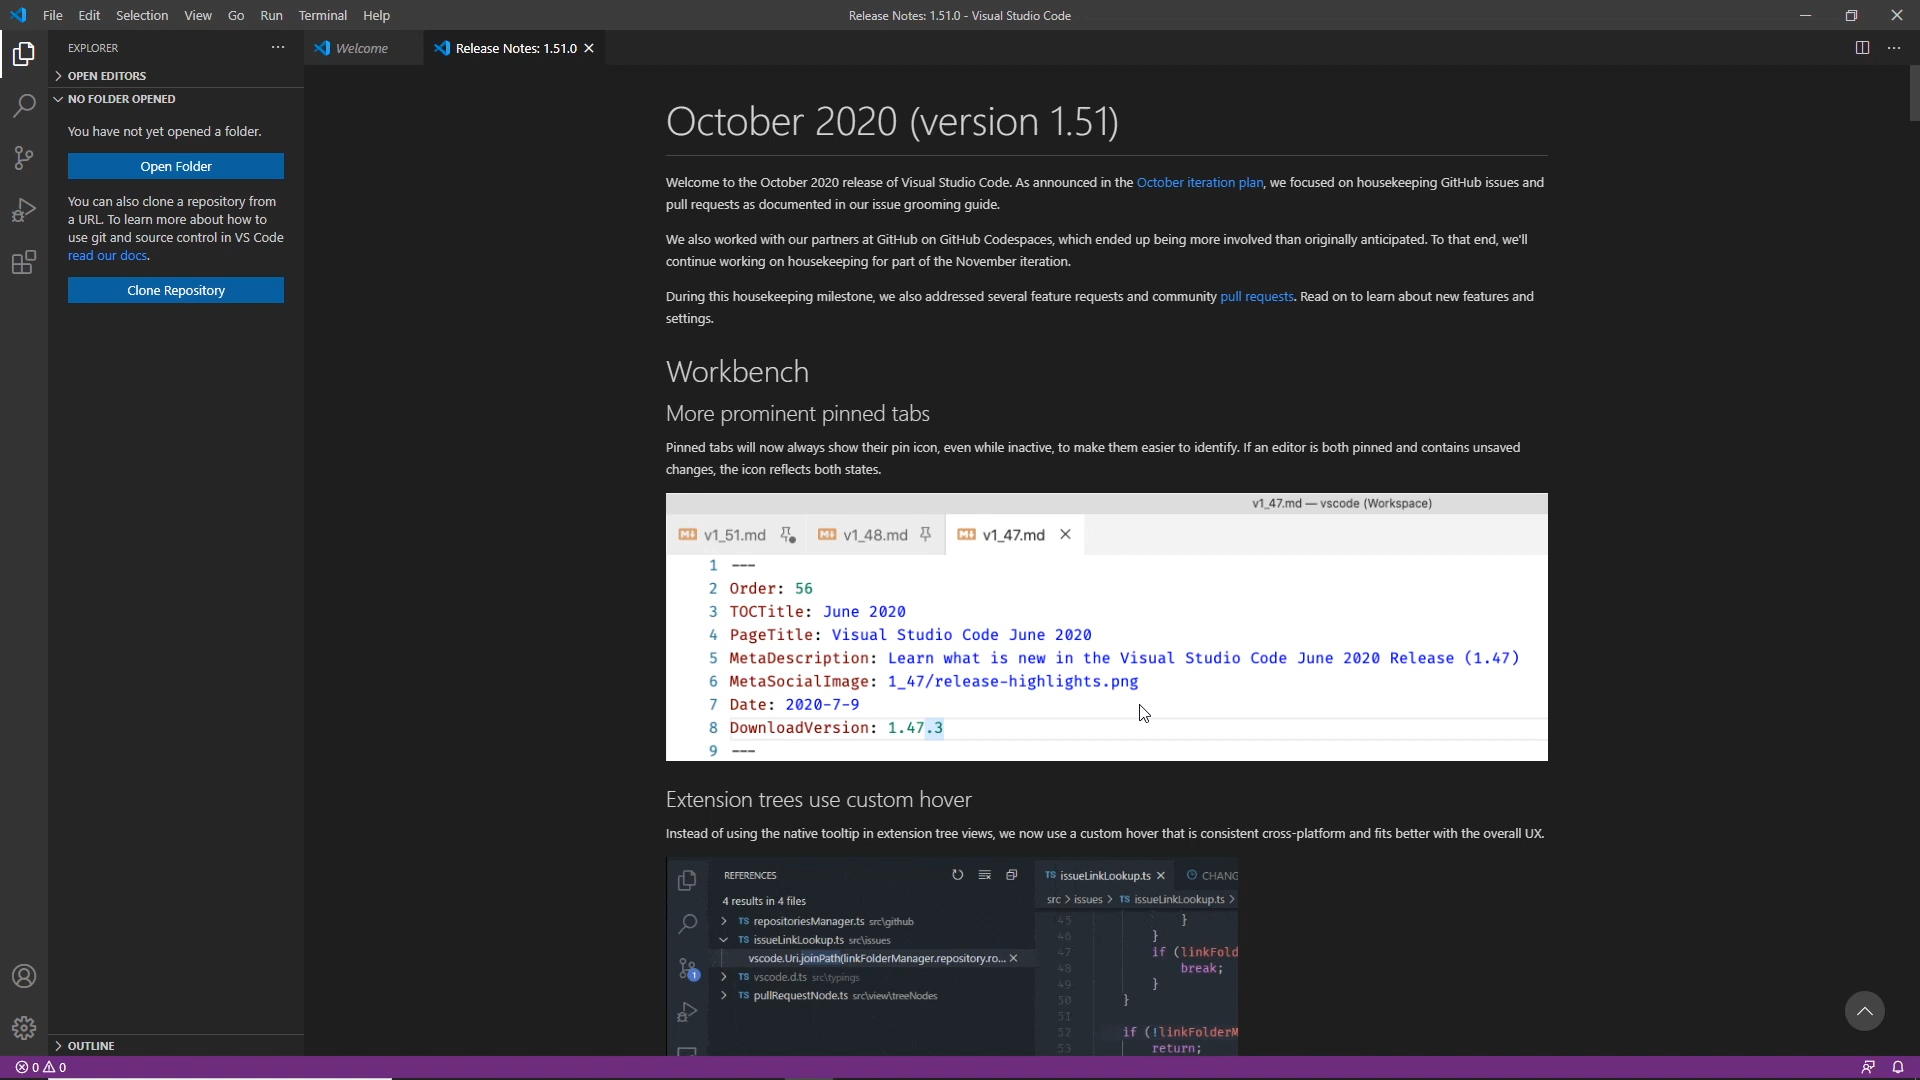 File Edit Selection View Go Run Terminal Help
Release Notes: 1.51.0 - Visual Studio Code
EXPLORER
OPEN EDITORS
NO FOLDER OPENED
You have not yet opened a folder.
Open Folder
You can also clone a repository from
a URL. To learn more about how to
use git and source control in VS Code
read our docs.
Clone Repository
OUTLINE
Welcome
Release Notes: 1.51.0
October 2020 (version 1.51)
Welcome to the October 2020 release of Visual Studio Code. As announced in the October iteration plan, we focused on housekeeping GitHub issues and
pull requests as documented in our issue grooming guide.
We also worked with our partners at GitHub on GitHub Codespaces, which ended up being more involved than originally anticipated. To that end, we'll
continue working on housekeeping for part of the November iteration.
During this housekeeping milestone, we also addressed several feature requests and community pull requests. Read on to learn about new features and
settings.
Workbench
More prominent pinned tabs
Pinned tabs will now always show their pin icon, even while inactive, to make them easier to identify. If an editor is both pinned and contains unsaved
changes, the icon reflects both states.
v1_47.md — vscode (Workspace)
v1_51.md v1_48.md v1_47.md
1 ---
2 Order: 56
3 TOCTitle: June 2020
4 PageTitle: Visual Studio Code June 2020
5 MetaDescription: Learn what is new in the Visual Studio Code June 2020 Release (1.47)
6 MetaSocialImage: 1_47/release-highlights.png
7 Date: 2020-7-9
8 DownloadVersion: 1.47.3
9 ---
Extension trees use custom hover
Instead of using the native tooltip in extension tree views, we now use a custom hover that is consistent cross-platform and fits better with the overall UX.
REFERENCES
4 results in 4 files
TS repositoriesManager.ts src\github
TS issueLinkLookup.ts src\issues
vscode.Uri.joinPath(linkFolderManager.repository.ro...
TS vscode.d.ts src\typings
TS pullRequestNode.ts src\view\treeNodes
1
TS issueLinkLookup.ts CHANG
src > issues > TS issueLinkLookup.ts >
45 }
46 }
47 if (linkFold
48 break;
49 }
50 }
51
52 if (!linkFolderM
53 return;
0 0